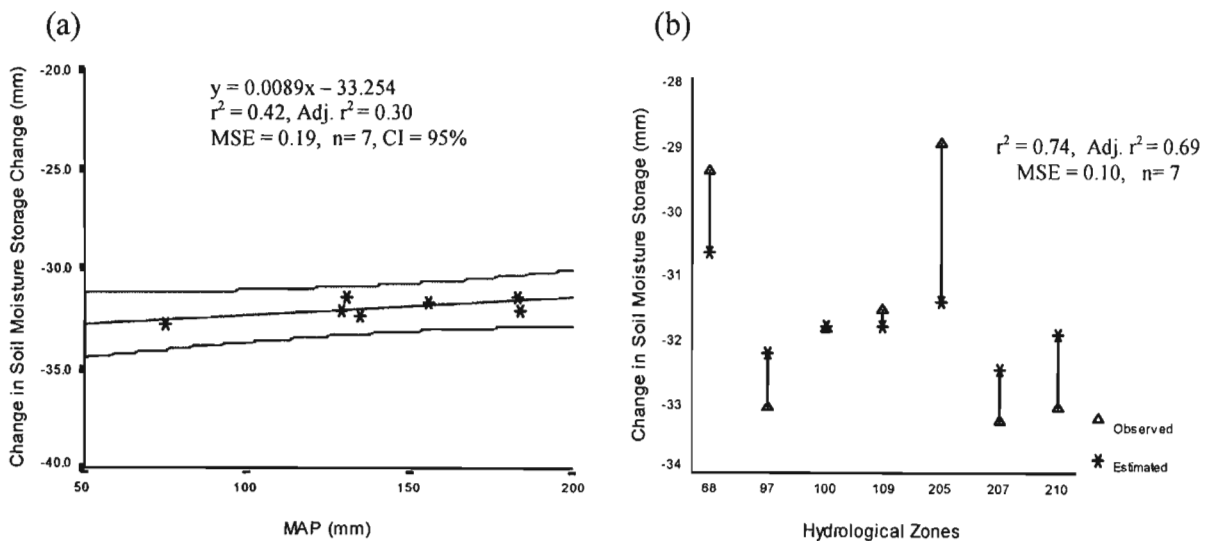 (a)
Change in Soil Moisture Storage Change (mm)
-20.0
-25.0
-30.0
-35.0
-40.0
y = 0.0089x – 33.254
r² = 0.42, Adj. r² = 0.30
MSE = 0.19, n= 7, CI = 95%
50
100
150
200
MAP (mm)
(b)
Change in Soil Moisture Storage (mm)
-28
-29
-30
-31
-32
-33
-34
r² = 0.74, Adj. r² = 0.69
MSE = 0.10, n= 7
Observed
Estimated
68
97
100
109
205
207
210
Hydrological Zones